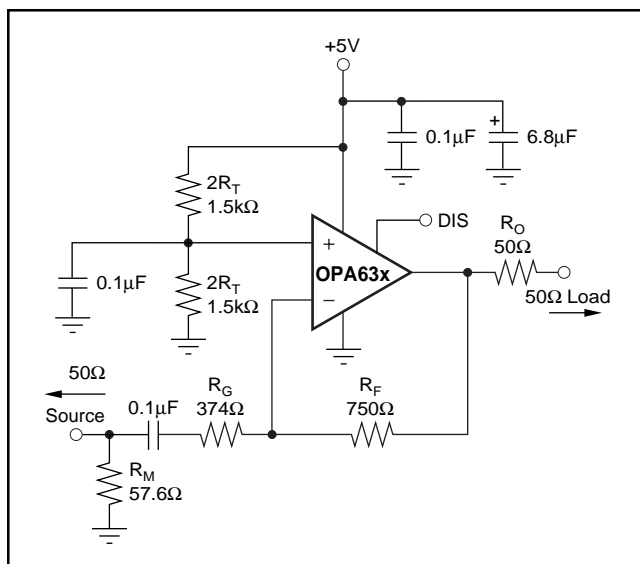 +5V
+
0.1µF
6.8µF
2R_T
1.5kΩ
DIS
R_O
50Ω
+
OPA63x
−
0.1µF
2R_T
1.5kΩ
50Ω Load
50Ω
Source
0.1µF
R_G
374Ω
R_F
750Ω
R_M
57.6Ω